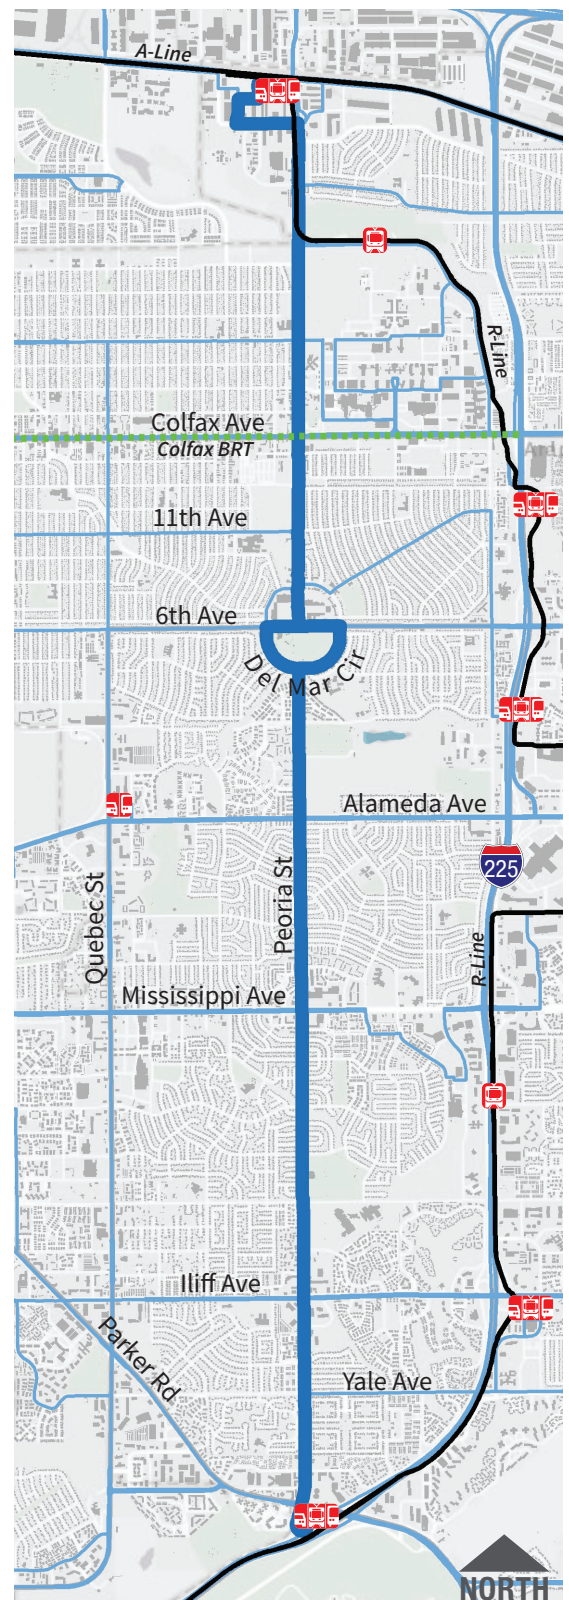 A-Line
R-Line
Colfax Ave
Colfax BRT
11th Ave
6th Ave
Del Mar Cir
Alameda Ave
225
Peoria St
Quebec St
R-Line
Mississippi Ave
Iliff Ave
Parker Rd
Yale Ave
NORTH